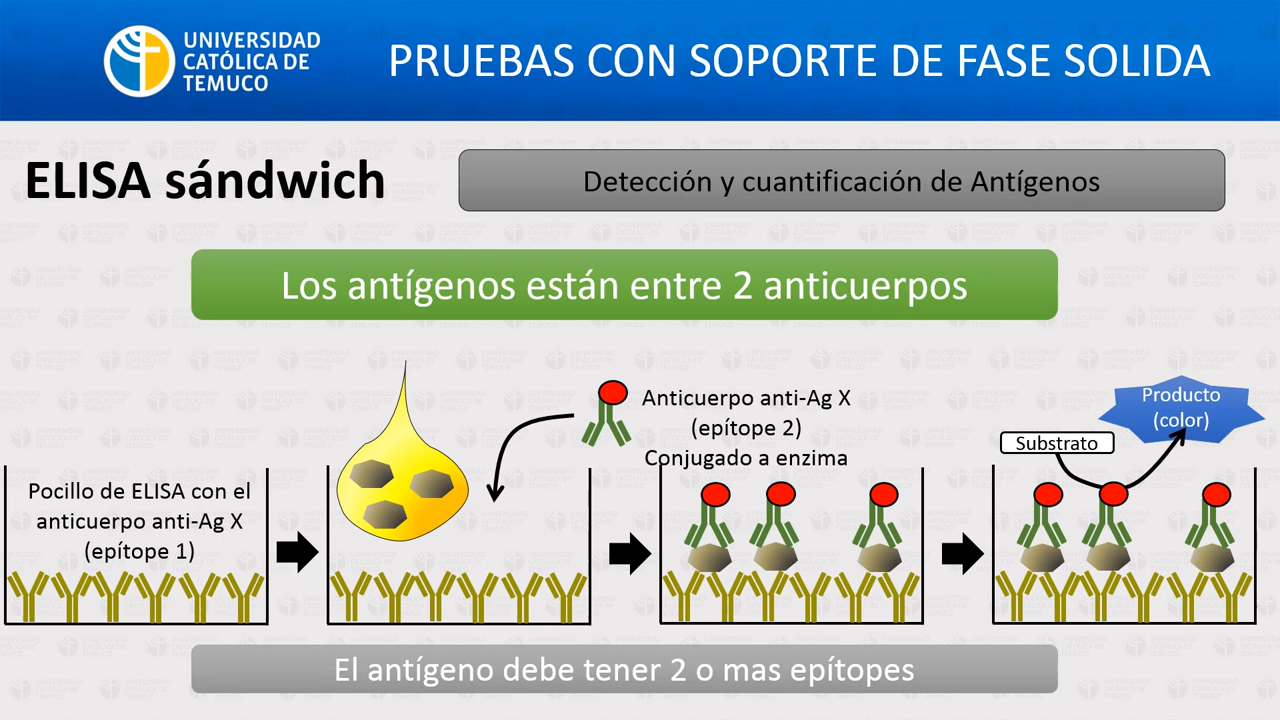 UNIVERSIDAD
CATÓLICA DE
TEMUCO
PRUEBAS CON SOPORTE DE FASE SOLIDA
ELISA sándwich
Detección y cuantificación de Antígenos
Los antígenos están entre 2 anticuerpos
Pocillo de ELISA con el
anticuerpo anti-Ag X
(epítope 1)
Anticuerpo anti-Ag X
(epítope 2)
Conjugado a enzima
Substrato
Producto
(color)
El antígeno debe tener 2 o mas epítopes